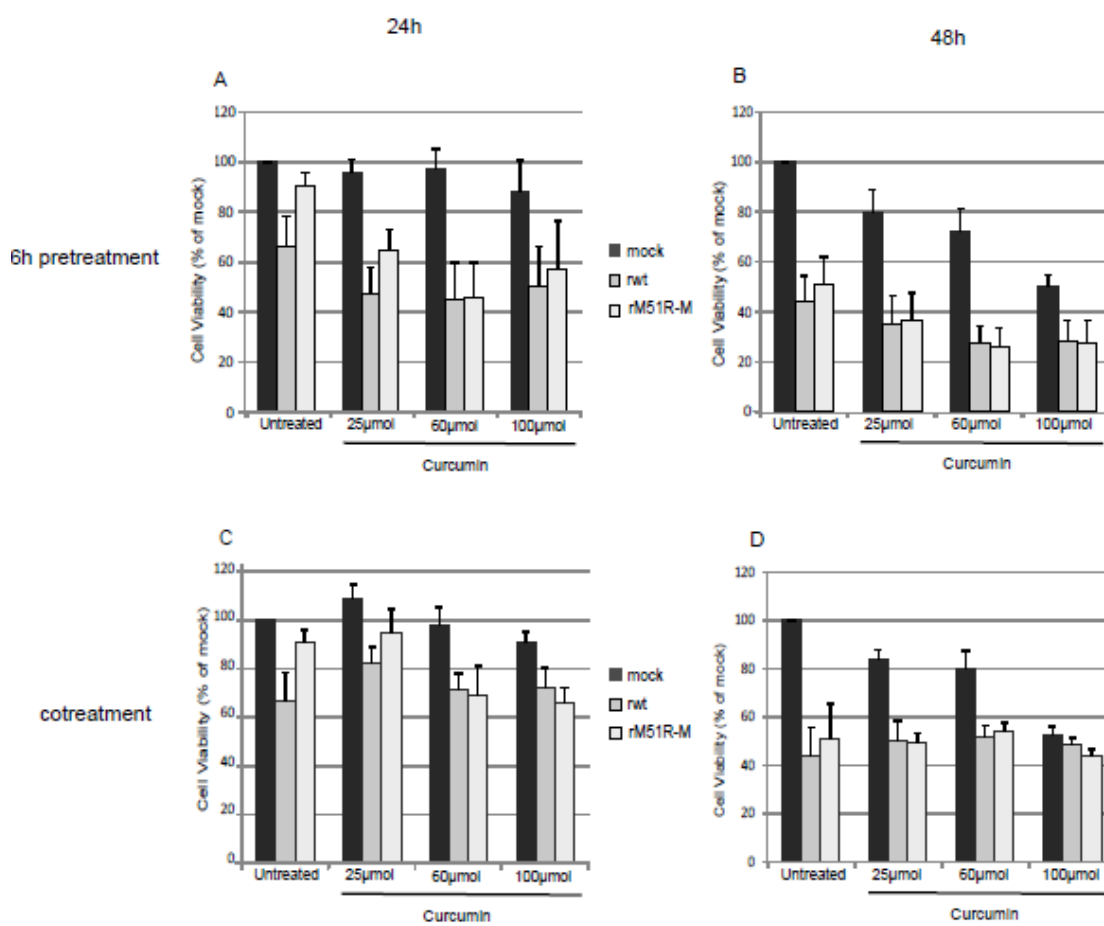 24h
48h
6h pretreatment
cotreatment
A
Cell Viability (% of mock)
120
100
80
60
40
20
0
Untreated
25µmol
60µmol
100µmol
Curcumin
mock
rwt
rM51R-M
B
Cell Viability (% of mock)
120
100
80
60
40
20
0
Untreated
25µmol
60µmol
100µmol
Curcumin
C
Cell Viability (% of mock)
120
100
80
60
40
20
0
Untreated
25µmol
60µmol
100µmol
Curcumin
mock
rwt
rM51R-M
D
Cell Viability (% of mock)
120
100
80
60
40
20
0
Untreated
25µmol
60µmol
100µmol
Curcumin